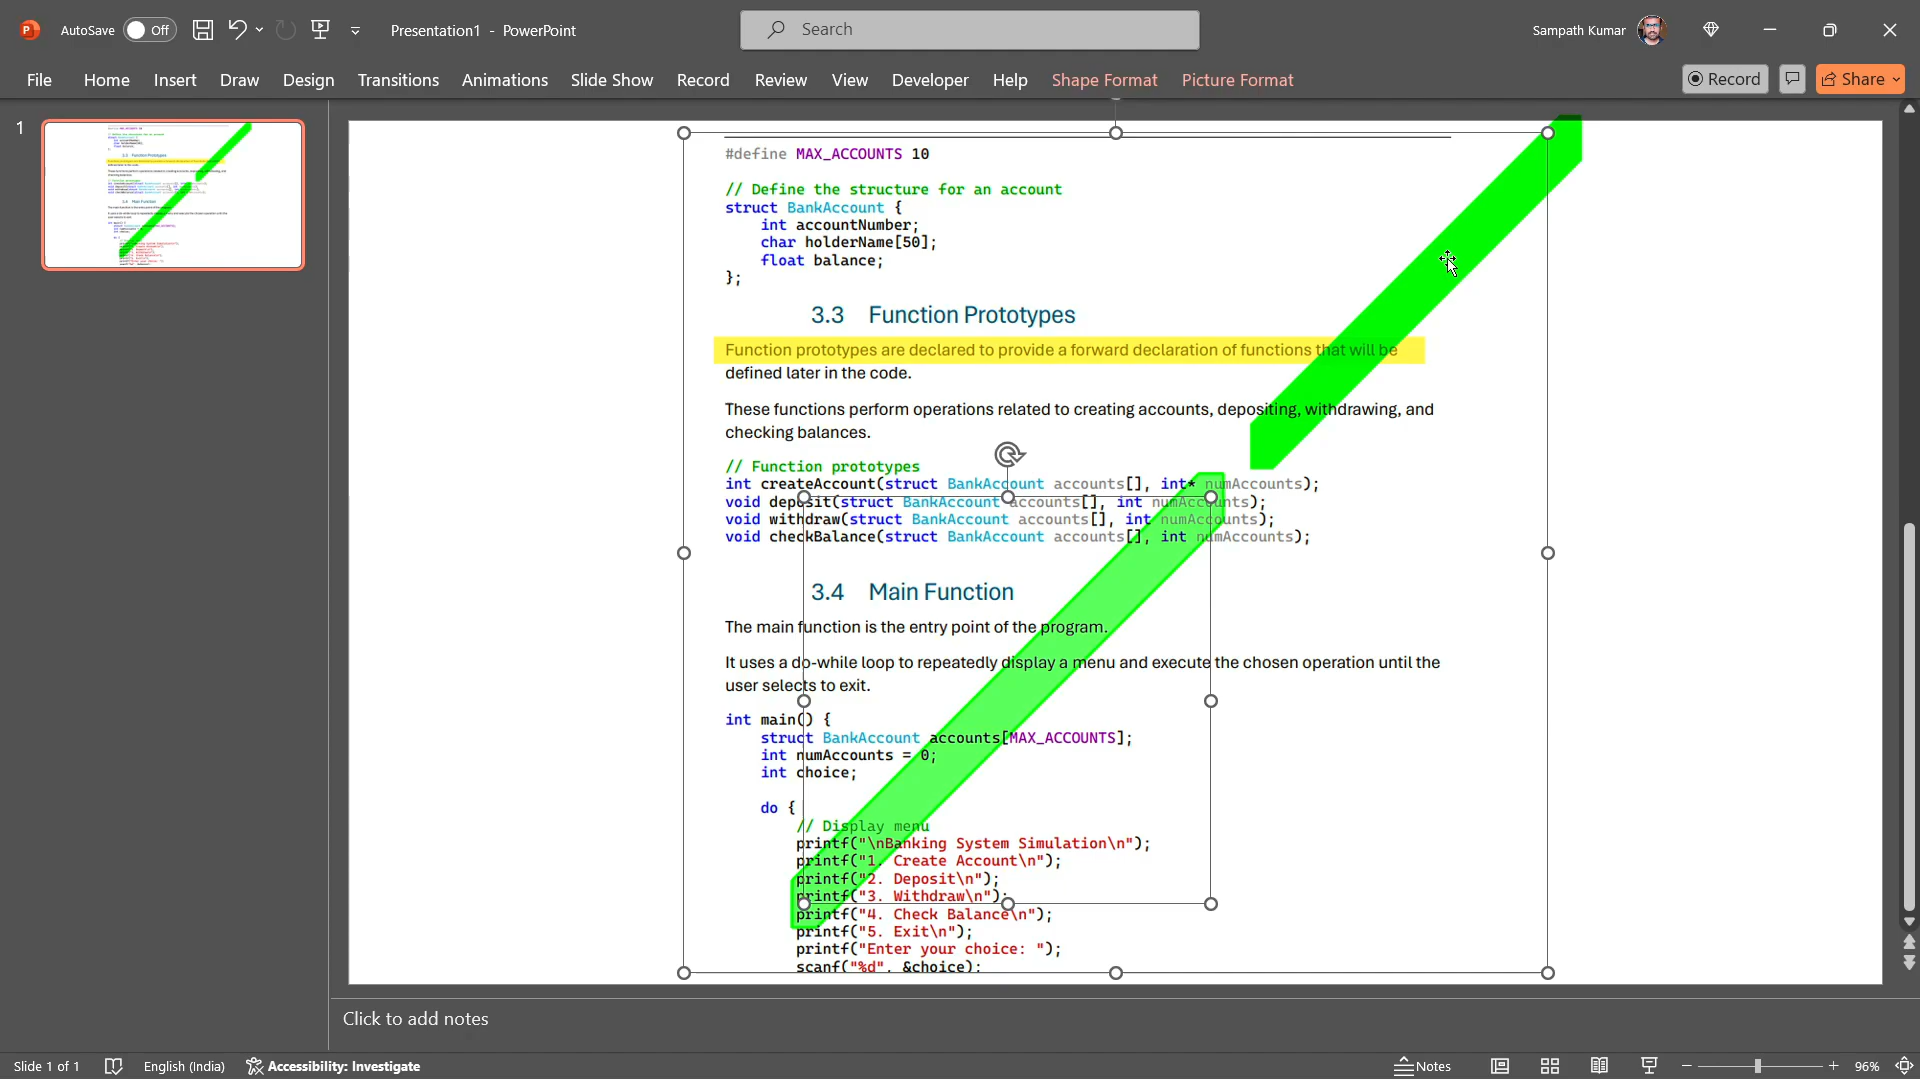 AutoSave Off Presentation1 - PowerPoint Search Sampath Kumar
File Home Insert Draw Design Transitions Animations Slide Show Record Review View Developer Help Shape Format Picture Format Record Share
1
#define MAX_ACCOUNTS 10
// Define the structure for an account
struct BankAccount {
int accountNumber;
char holderName[50];
float balance;
};
3.3 Function Prototypes
Function prototypes are declared to provide a forward declaration of functions that will be
defined later in the code.
These functions perform operations related to creating accounts, depositing, withdrawing, and
checking balances.
// Function prototypes
int createAccount(struct BankAccount accounts[], int* numAccounts);
void deposit(struct BankAccount accounts[], int numAccounts);
void withdraw(struct BankAccount accounts[], int numAccounts);
void checkBalance(struct BankAccount accounts[], int numAccounts);
3.4 Main Function
The main function is the entry point of the program.
It uses a do-while loop to repeatedly display a menu and execute the chosen operation until the
user selects to exit.
int main() {
struct BankAccount accounts[MAX_ACCOUNTS];
int numAccounts = 0;
int choice;
do {
// Display menu
printf("\nBanking System Simulation\n");
printf("1. Create Account\n");
printf("2. Deposit\n");
printf("3. Withdraw\n");
printf("4. Check Balance\n");
printf("5. Exit\n");
printf("Enter your choice: ");
scanf("%d", &choice);
Click to add notes
Slide 1 of 1 English (India) Accessibility: Investigate Notes 96%